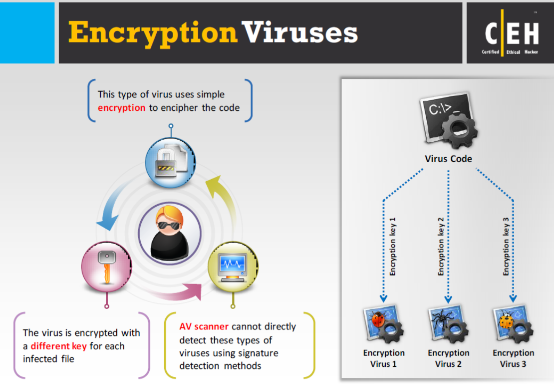 Encryption Viruses
C|EH
Certified Ethical Hacker
This type of virus uses simple
encryption to encipher the code
The virus is encrypted with
a different key for each
infected file
AV scanner cannot directly
detect these types of
viruses using signature
detection methods
C:\>_
Virus Code
Encryption key 1
Encryption key 2
Encryption key 3
Encryption
Virus 1
Encryption
Virus 2
Encryption
Virus 3